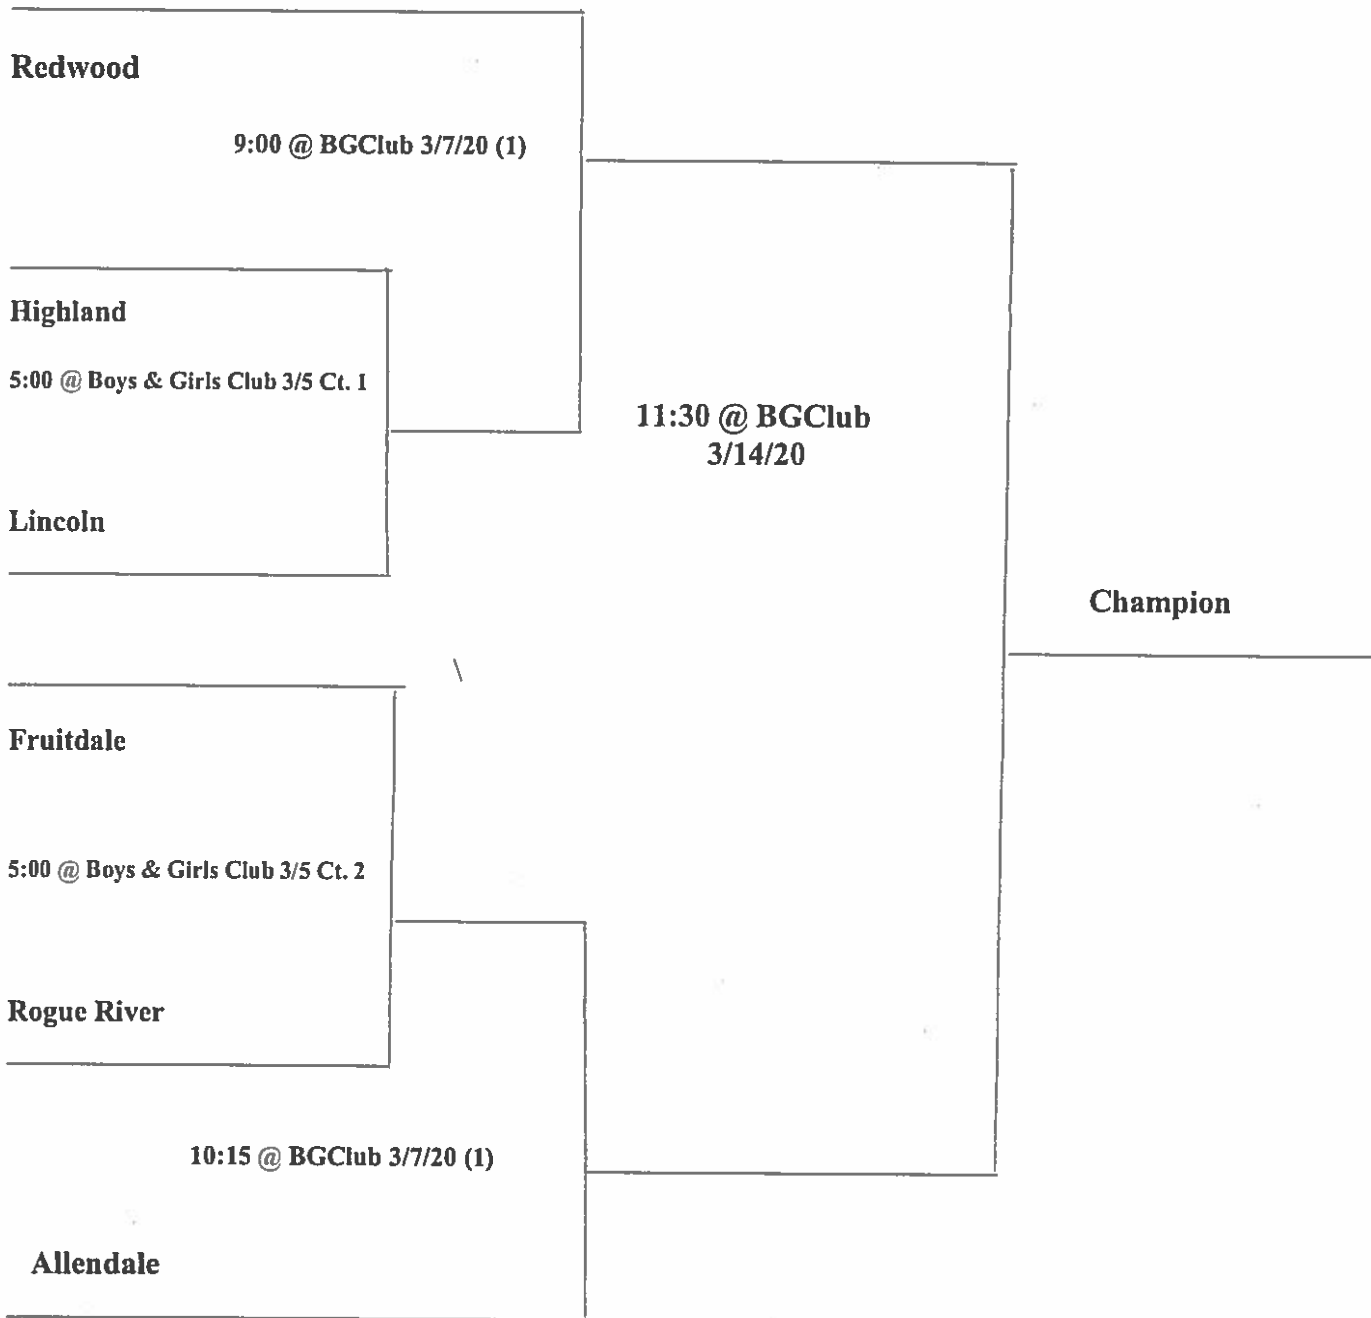 Redwood
9:00 @ BGClub 3/7/20 (1)
Highland
5:00 @ Boys & Girls Club 3/5 Ct. 1
11:30 @ BGClub
3/14/20
Lincoln
Champion
Fruitdale
5:00 @ Boys & Girls Club 3/5 Ct. 2
Rogue River
10:15 @ BGClub 3/7/20 (1)
Allendale